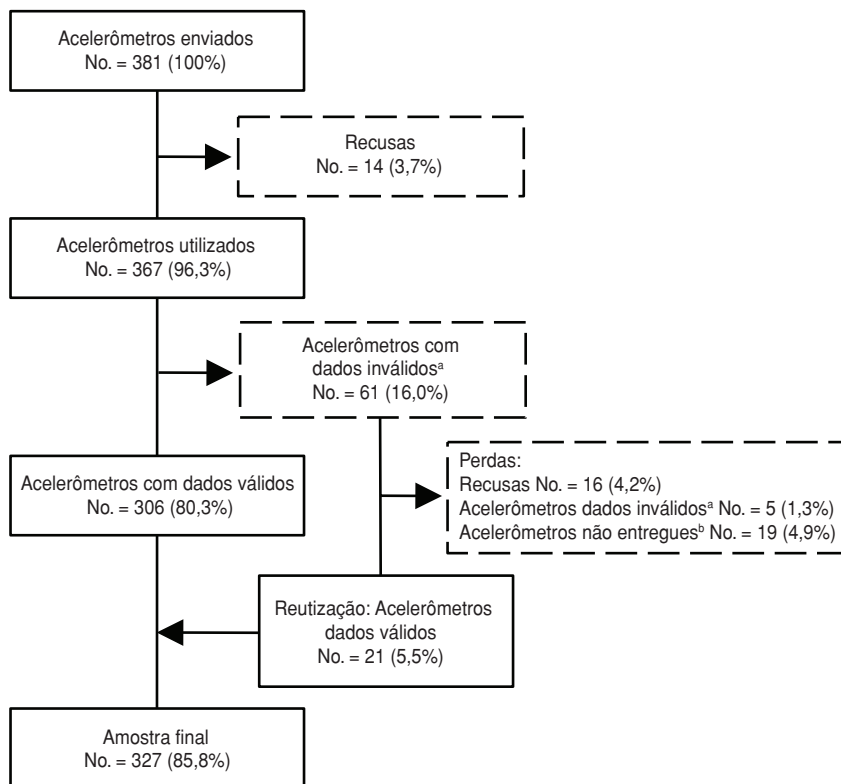 Acelerômetros enviados
No. = 381 (100%)
Recusas
No. = 14 (3,7%)
Acelerômetros utilizados
No. = 367 (96,3%)
Acelerômetros com
dados inválidosª
No. = 61 (16,0%)
Acelerômetros com dados válidos
No. = 306 (80,3%)
Perdas:
Recusas No. = 16 (4,2%)
Acelerômetros dados inválidosª No. = 5 (1,3%)
Acelerômetros não entreguesᵇ No. = 19 (4,9%)
Reutização: Acelerômetros
dados válidos
No. = 21 (5,5%)
Amostra final
No. = 327 (85,8%)